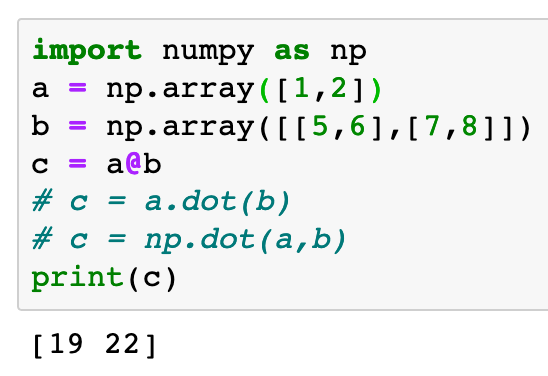 import numpy as np
a = np.array([1,2])
b = np.array([[5,6],[7,8]])
c = a@b
# c = a.dot(b)
# c = np.dot(a,b)
print(c)
[19 22]